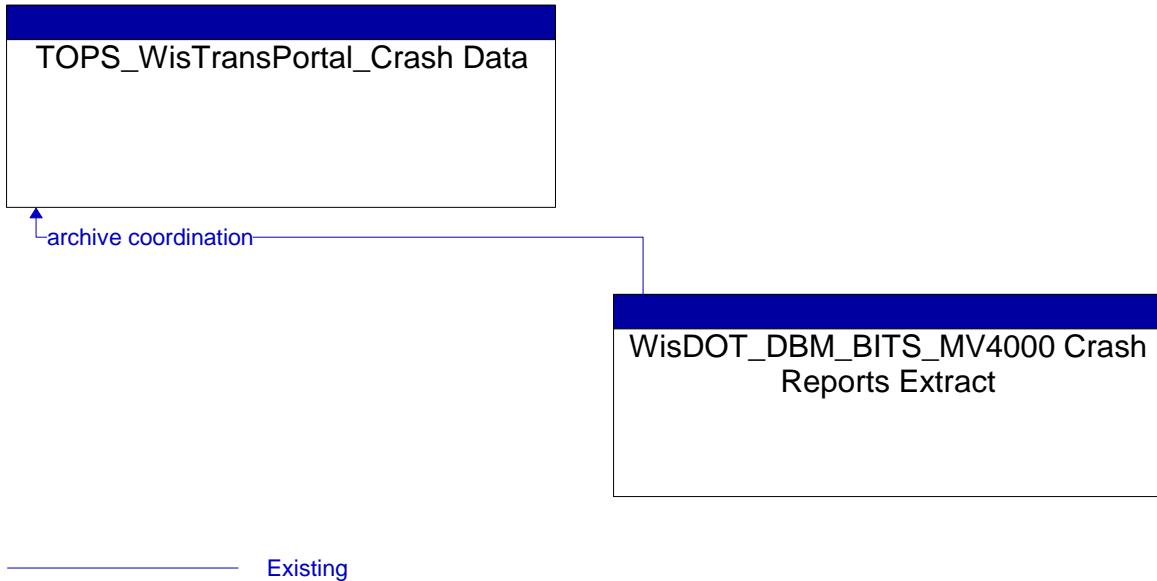 TOPS_WisTransPortal_Crash Data
archive coordination
WisDOT_DBM_BITS_MV4000 Crash
Reports Extract
Existing